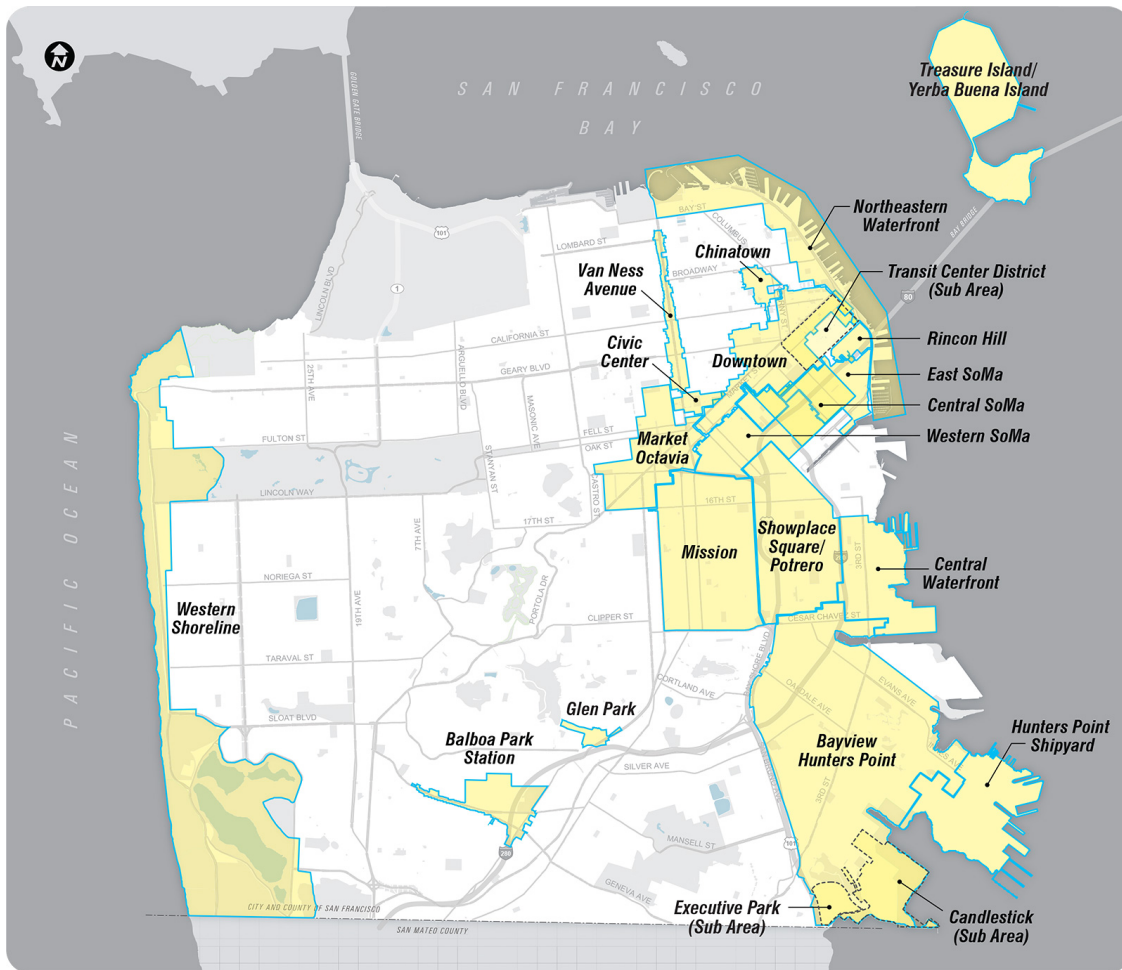 N
SAN FRANCISCO
BAY
PACIFIC OCEAN
GOLDEN GATE BRIDGE
BAY BRIDGE
Treasure Island/
Yerba Buena Island
Northeastern
Waterfront
Chinatown
Transit Center District
(Sub Area)
Van Ness
Avenue
Civic
Center
Downtown
Rincon Hill
East SoMa
Central SoMa
Western SoMa
Market
Octavia
Mission
Showplace
Square/
Potrero
Central
Waterfront
Western
Shoreline
Glen Park
Balboa Park
Station
Bayview
Hunters Point
Hunters Point
Shipyard
Executive Park
(Sub Area)
Candlestick
(Sub Area)
101
1
80
280
101
BAY ST
COLUMBUS
LOMBARD ST
BROADWAY
LINCOLN BLVD
CALIFORNIA ST
GEARY BLVD
25TH AVE
ARGUELLO BLVD
MASONIC AVE
FULTON ST
FELL ST
OAK ST
STANYAN ST
CASTRO ST
LINCOLN WAY
16TH ST
17TH ST
7TH AVE
3RD ST
NORIEGA ST
19TH AVE
PORTOLA DR
CLIPPER ST
CESAR CHAVEZ ST
TARAVAL ST
CORTLAND AVE
OAKDALE AVE
EVANS AVE
SLOAT BLVD
SILVER AVE
3RD ST
MANSELL ST
GENEVA AVE
CITY AND COUNTY OF SAN FRANCISCO
SAN MATEO COUNTY